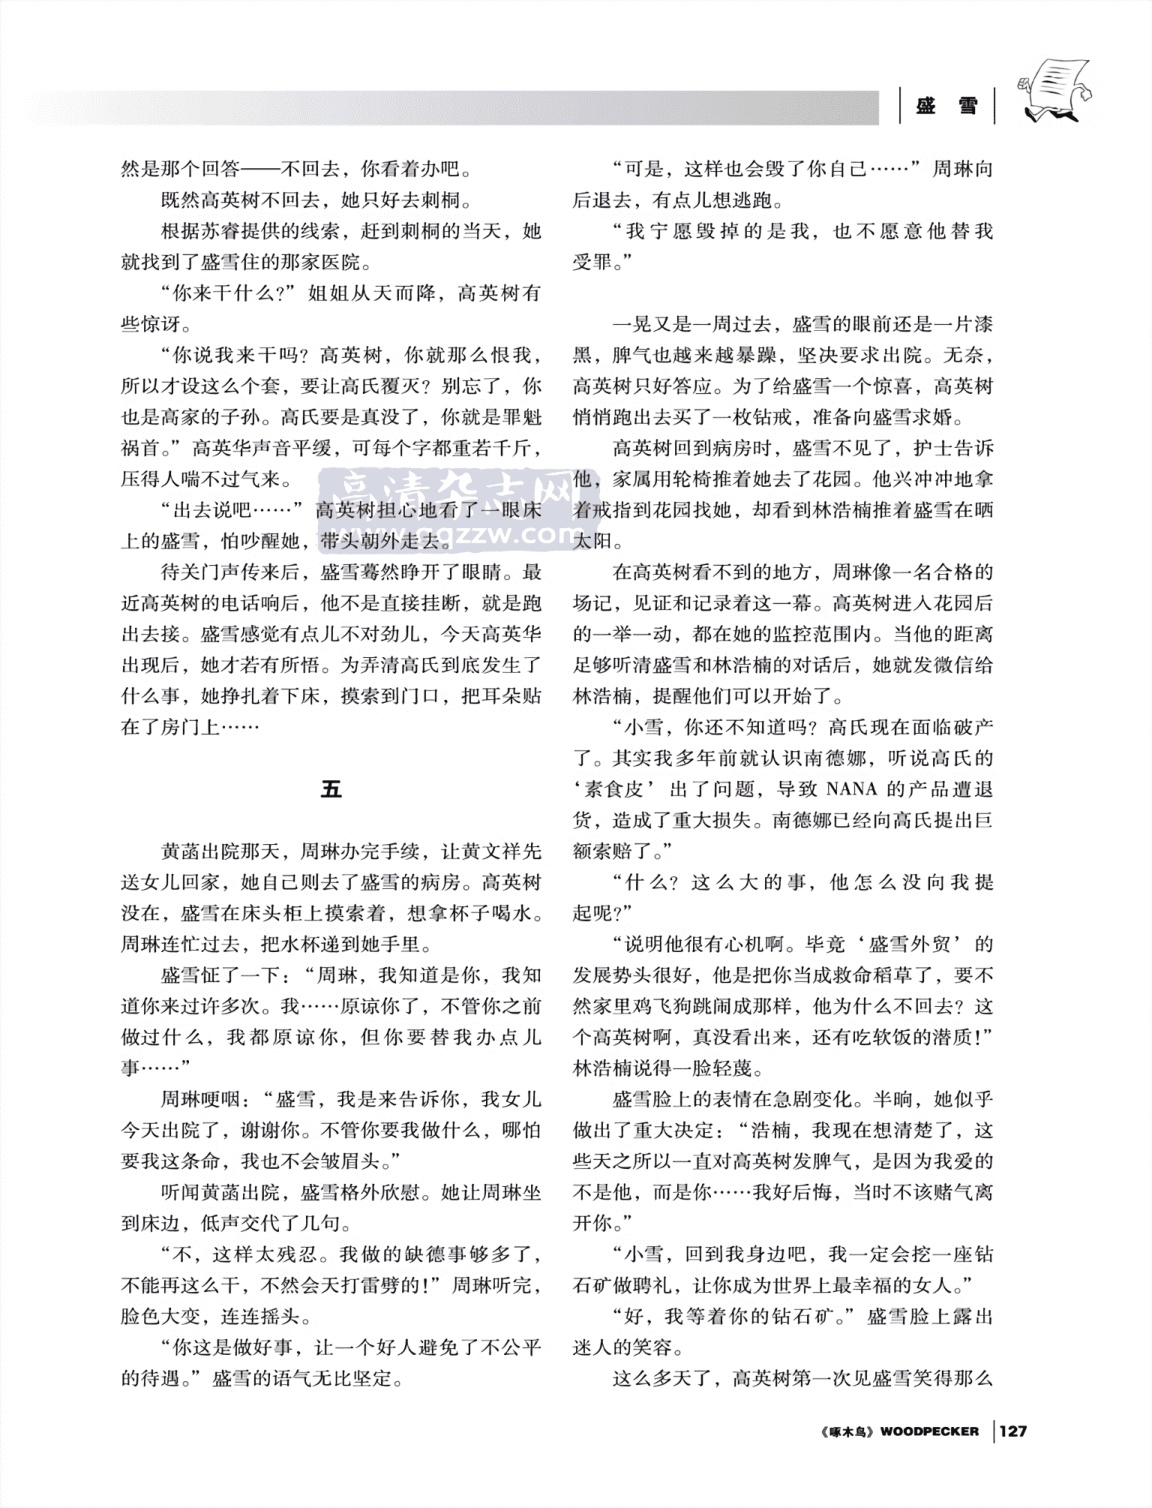 盛 雪
然是那个回答——不回去，你看着办吧。
既然高英树不回去，她只好去刺桐。
根据苏睿提供的线索，赶到刺桐的当天，她
就找到了盛雪住的那家医院。
“你来干什么?” 姐姐从天而降，高英树有
些惊讶。
“你说我来干吗? 高英树，你就那么恨我，
所以才设这么个套，要让高氏覆灭? 别忘了，你
也是高家的子孙。高氏要是真没了，你就是罪魁
祸首。” 高英华声音平缓，可每个字都重若千斤，
压得人喘不过气来。
“出去说吧……” 高英树担心地看了一眼床
上的盛雪，怕吵醒她，带头朝外走去。
待关门声传来后，盛雪蓦然睁开了眼睛。最
近高英树的电话响后，他不是直接挂断，就是跑
出去接。盛雪感觉有点儿不对劲儿，今天高英华
出现后，她才若有所悟。为弄清高氏到底发生了
什么事，她挣扎着下床，摸索到门口，把耳朵贴
在了房门上……
五
黄菡出院那天，周琳办完手续，让黄文祥先
送女儿回家，她自己则去了盛雪的病房。高英树
没在，盛雪在床头柜上摸索着，想拿杯子喝水。
周琳连忙过去，把水杯递到她手里。
盛雪怔了一下：“周琳，我知道是你，我知
道你来过许多次。我……原谅你了，不管你之前
做过什么，我都原谅你，但你要替我办点儿
事……”
周琳哽咽：“盛雪，我是来告诉你，我女儿
今天出院了，谢谢你。不管你要我做什么，哪怕
要我这条命，我也不会皱眉头。”
听闻黄菡出院，盛雪格外欣慰。她让周琳坐
到床边，低声交代了几句。
“不，这样太残忍。我做的缺德事够多了，
不能再这么干，不然会天打雷劈的!” 周琳听完，
脸色大变，连连摇头。
“你这是做好事，让一个好人避免了不公平
的待遇。” 盛雪的语气无比坚定。
“可是，这样也会毁了你自己……” 周琳向
后退去，有点儿想逃跑。
“我宁愿毁掉的是我，也不愿意他替我
受罪。”
一晃又是一周过去，盛雪的眼前还是一片漆
黑，脾气也越来越暴躁，坚决要求出院。无奈，
高英树只好答应。为了给盛雪一个惊喜，高英树
悄悄跑出去买了一枚钻戒，准备向盛雪求婚。
高英树回到病房时，盛雪不见了，护士告诉
他，家属用轮椅推着她去了花园。他兴冲冲地拿
着戒指到花园找她，却看到林浩楠推着盛雪在晒
太阳。
在高英树看不到的地方，周琳像一名合格的
场记，见证和记录着这一幕。高英树进入花园后
的一举一动，都在她的监控范围内。当他的距离
足够听清盛雪和林浩楠的对话后，她就发微信给
林浩楠，提醒他们可以开始了。
“小雪，你还不知道吗? 高氏现在面临破产
了。其实我多年前就认识南德娜，听说高氏的
‘素食皮’ 出了问题，导致 NANA 的产品遭退
货，造成了重大损失。南德娜已经向高氏提出巨
额索赔了。”
“什么? 这么大的事，他怎么没向我提
起呢?”
“说明他很有心机啊。毕竟 ‘盛雪外贸’ 的
发展势头很好，他是把你当成救命稻草了，要不
然家里鸡飞狗跳闹成那样，他为什么不回去? 这
个高英树啊，真没看出来，还有吃软饭的潜质!”
林浩楠说得一脸轻蔑。
盛雪脸上的表情在急剧变化。半晌，她似乎
做出了重大决定：“浩楠，我现在想清楚了，这
些天之所以一直对高英树发脾气，是因为我爱的
不是他，而是你……我好后悔，当时不该赌气离
开你。”
“小雪，回到我身边吧，我一定会挖一座钻
石矿做聘礼，让你成为世界上最幸福的女人。”
“好，我等着你的钻石矿。” 盛雪脸上露出
迷人的笑容。
这么多天了，高英树第一次见盛雪笑得那么
高清杂志网
www.gqzzw.com
《啄木鸟》WOODPECKER 127